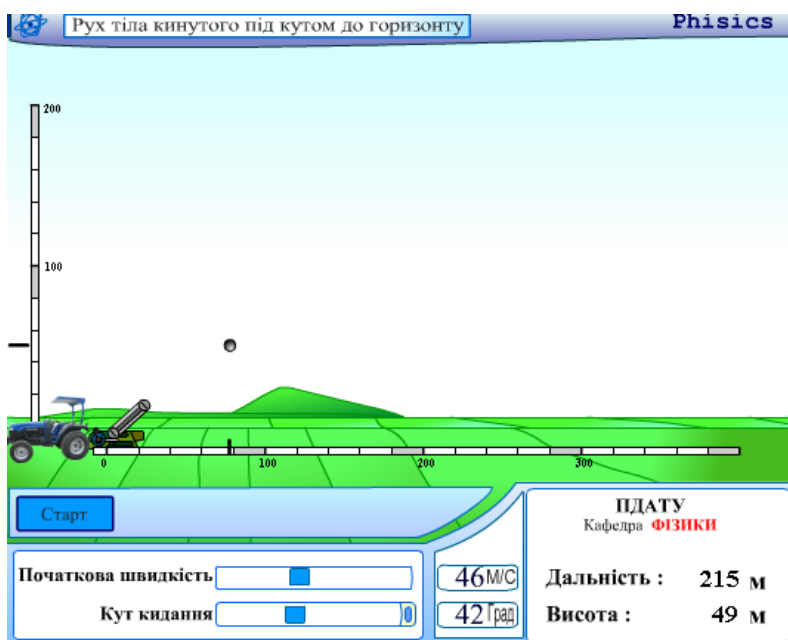 Рух тіла кинутого під кутом до горизонту
Phisics
200
100
0 100 200 300
Старт
ПДАТУ
Кафедра ФІЗИКИ
Початкова швидкість 46 М/С
Кут кидання 0 42 Град
Дальність : 215 м
Висота : 49 м